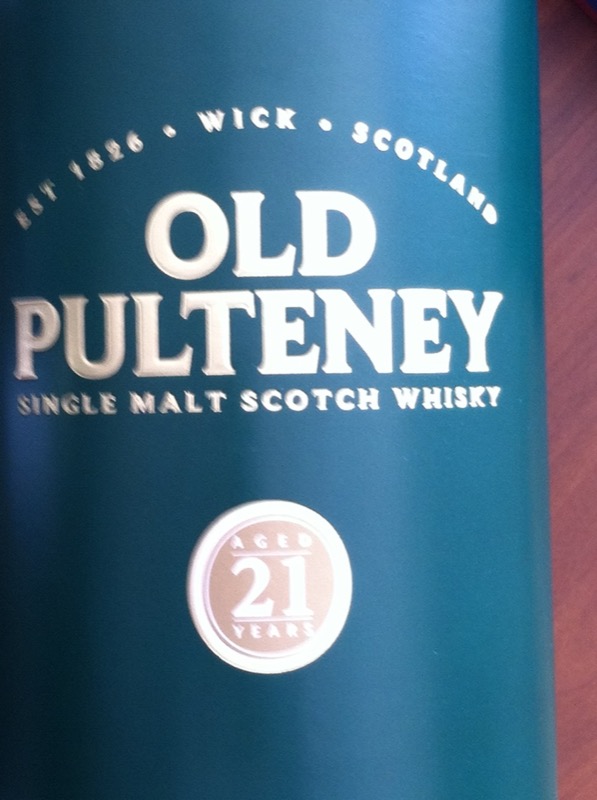 EST 1826 • WICK • SCOTLAND
OLD
PULTENEY
SINGLE MALT SCOTCH WHISKY
AGED
21
YEARS